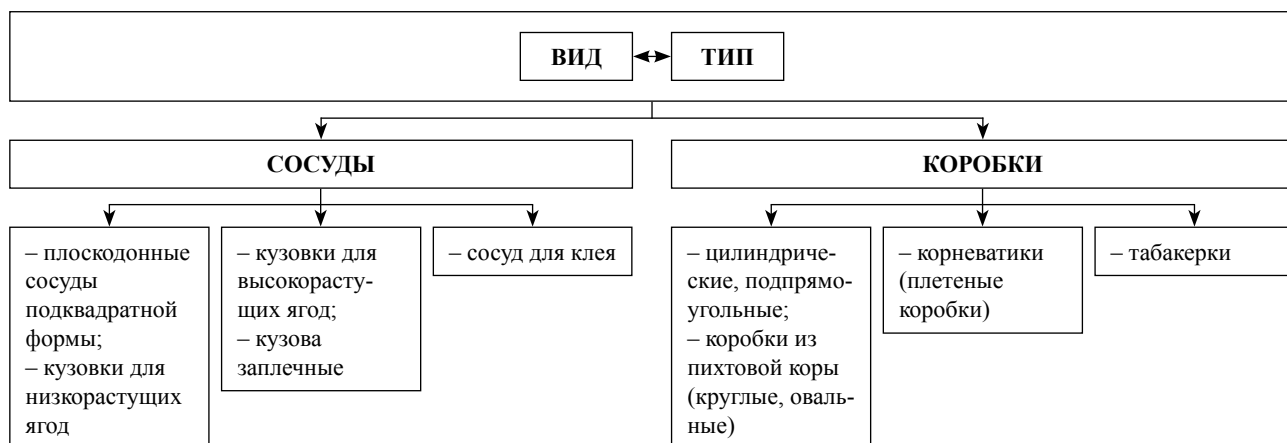 ВИД
ТИП
СОСУДЫ
КОРОБКИ
– плоскодонные
сосуды
подквадратной
формы;
– кузовки для
низкорастущих
ягод
– кузовки для
высокорасту-
щих ягод;
– кузова
заплечные
– сосуд для клея
– цилиндриче-
ские, подпрямо-
угольные;
– коробки из
пихтовой коры
(круглые, оваль-
ные)
– корневатики
(плетеные
коробки)
– табакерки